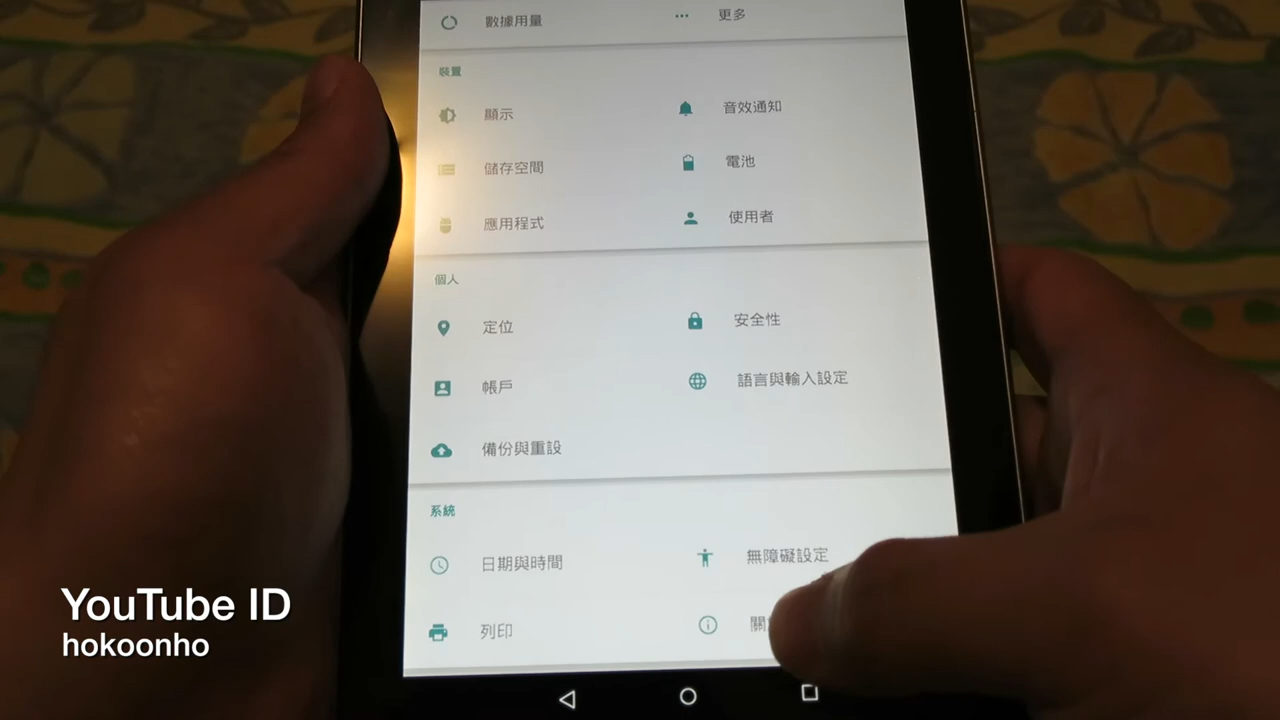 數據用量
更多
裝置
顯示
音效通知
儲存空間
電池
應用程式
使用者
個人
定位
安全性
帳戶
語言與輸入設定
備份與重設
系統
日期與時間
無障礙設定
列印
關
YouTube ID
hokoonho